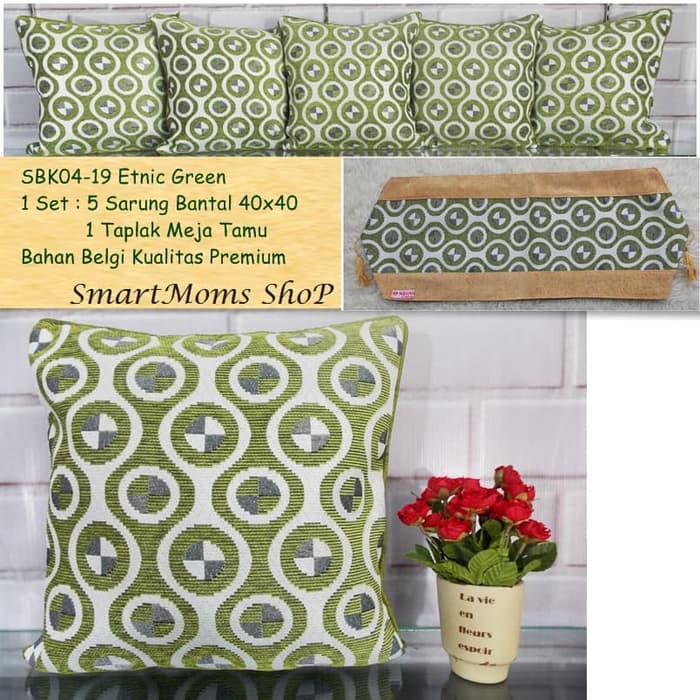 SBK04-19 Etnic Green
1 Set : 5 Sarung Bantal 40x40
1 Taplak Meja Tamu
Bahan Belgi Kualitas Premium
SmartMoms ShoP
La vie
en
fleurs
espoir